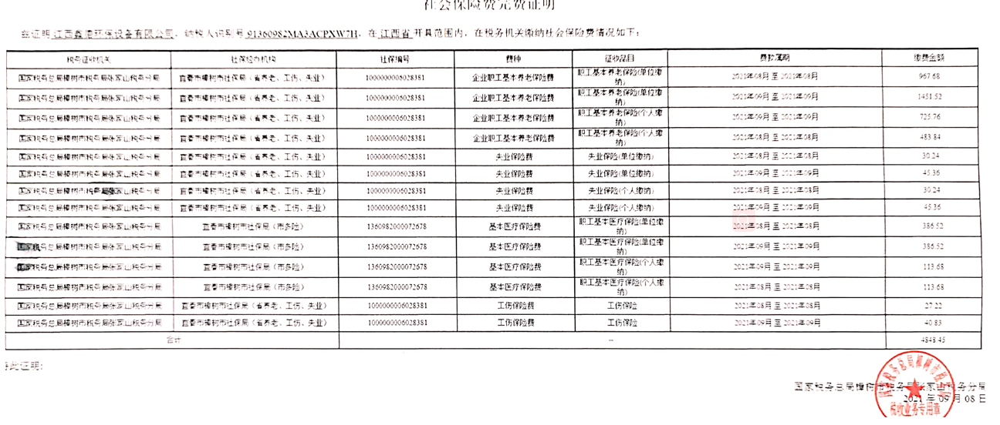 社会保险费完费证明
兹证明 江西鑫德环保设备有限公司，纳税人识别号 91360982MA3ACPXW7H，在 江西省 开具范围内，在税务机关缴纳社会保险费情况如下：
税务征收机关 社保经办机构 社保编号 费种 征收品目 费款属期 缴费金额
国家税务总局樟树市税务局张家山税务分局 宜春市樟树市社保局（省养老、工伤、失业） 1000000006028381 企业职工基本养老保险费 职工基本养老保险(单位缴纳) 2021年08月 至 2021年08月 967.68
国家税务总局樟树市税务局张家山税务分局 宜春市樟树市社保局（省养老、工伤、失业） 1000000006028381 企业职工基本养老保险费 职工基本养老保险(单位缴纳) 2021年09月 至 2021年09月 1451.52
国家税务总局樟树市税务局张家山税务分局 宜春市樟树市社保局（省养老、工伤、失业） 1000000006028381 企业职工基本养老保险费 职工基本养老保险(个人缴纳) 2021年09月 至 2021年09月 725.76
国家税务总局樟树市税务局张家山税务分局 宜春市樟树市社保局（省养老、工伤、失业） 1000000006028381 企业职工基本养老保险费 职工基本养老保险(个人缴纳) 2021年08月 至 2021年08月 483.84
国家税务总局樟树市税务局张家山税务分局 宜春市樟树市社保局（省养老、工伤、失业） 1000000006028381 失业保险费 失业保险(单位缴纳) 2021年08月 至 2021年08月 30.24
国家税务总局樟树市税务局张家山税务分局 宜春市樟树市社保局（省养老、工伤、失业） 1000000006028381 失业保险费 失业保险(单位缴纳) 2021年09月 至 2021年09月 45.36
国家税务总局樟树市税务局张家山税务分局 宜春市樟树市社保局（省养老、工伤、失业） 1000000006028381 失业保险费 失业保险(个人缴纳) 2021年08月 至 2021年08月 30.24
国家税务总局樟树市税务局张家山税务分局 宜春市樟树市社保局（省养老、工伤、失业） 1000000006028381 失业保险费 失业保险(个人缴纳) 2021年09月 至 2021年09月 45.36
国家税务总局樟树市税务局张家山税务分局 宜春市樟树市社保局（市多险） 1360982000072678 基本医疗保险费 职工基本医疗保险(单位缴纳) 2021年08月 至 2021年08月 386.52
国家税务总局樟树市税务局张家山税务分局 宜春市樟树市社保局（市多险） 1360982000072678 基本医疗保险费 职工基本医疗保险(单位缴纳) 2021年09月 至 2021年09月 386.52
国家税务总局樟树市税务局张家山税务分局 宜春市樟树市社保局（市多险） 1360982000072678 基本医疗保险费 职工基本医疗保险(个人缴纳) 2021年09月 至 2021年09月 113.68
国家税务总局樟树市税务局张家山税务分局 宜春市樟树市社保局（市多险） 1360982000072678 基本医疗保险费 职工基本医疗保险(个人缴纳) 2021年08月 至 2021年08月 113.68
国家税务总局樟树市税务局张家山税务分局 宜春市樟树市社保局（省养老、工伤、失业） 1000000006028381 工伤保险费 工伤保险 2021年08月 至 2021年08月 27.22
国家税务总局樟树市税务局张家山税务分局 宜春市樟树市社保局（省养老、工伤、失业） 1000000006028381 工伤保险费 工伤保险 2021年09月 至 2021年09月 40.83
合计 -- 4848.45
特此证明！
国家税务总局樟树市税务局张家山税务分局
2021 年 09 月 08 日
税收业务专用章